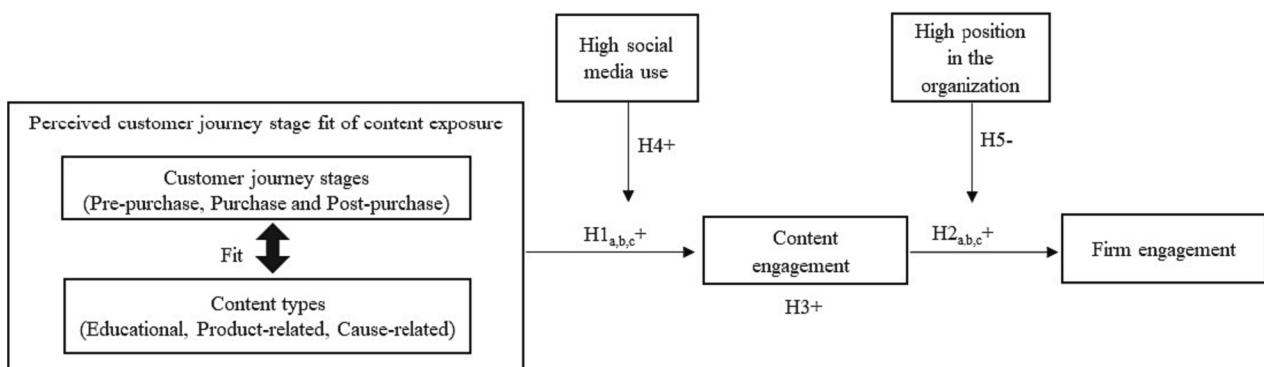 High social
media use
High position
in the
organization
Perceived customer journey stage fit of content exposure
H4+
H5-
Customer journey stages
(Pre-purchase, Purchase and Post-purchase)
Fit
H1a,b,c+
Content
engagement
H2a,b,c+
Firm engagement
Content types
(Educational, Product-related, Cause-related)
H3+